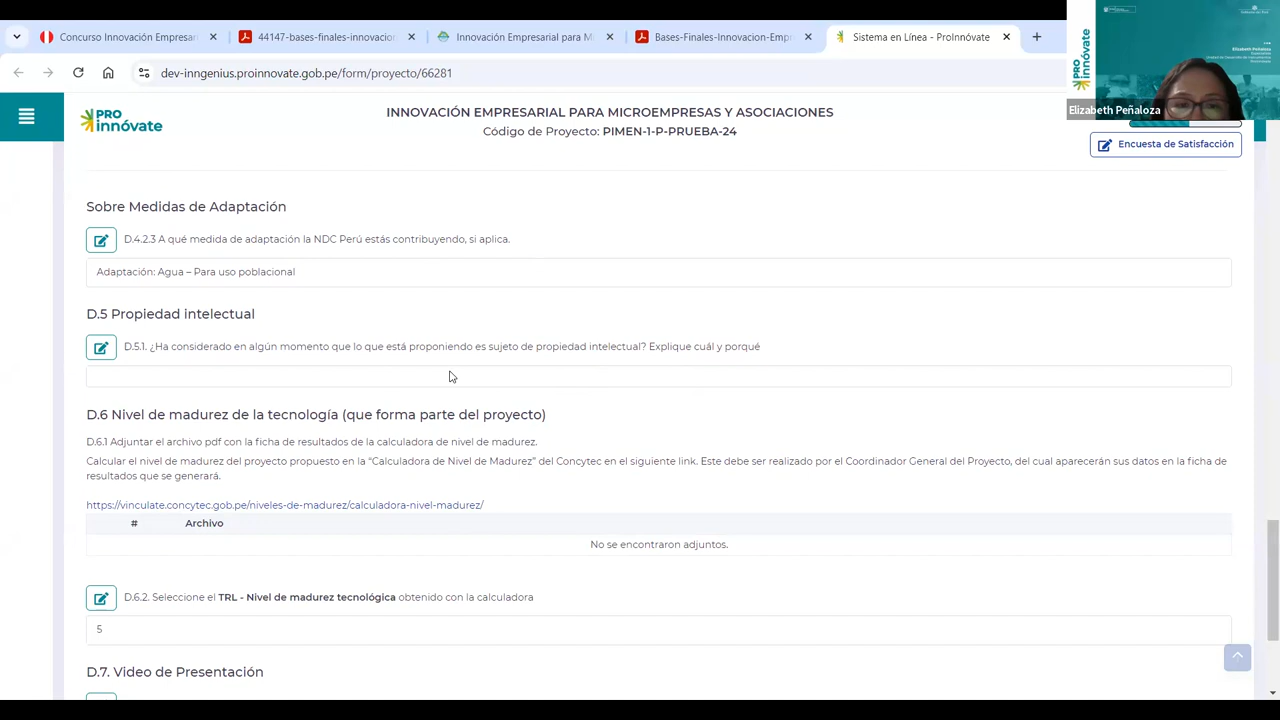 Concurso Innovación Empresar
44147-bases-finales-innovacion
Innovación Empresarial para M
Bases-Finales-Innovacion-Empr
Sistema en Línea - ProInnóvate
dev-inngenius.proinnovate.gob.pe/form/proyecto/66281
PRO
innóvate
Elizabeth Peñaloza
Elizabeth Peñaloza
PRO
innóvate
INNOVACIÓN EMPRESARIAL PARA MICROEMPRESAS Y ASOCIACIONES
Código de Proyecto: PIMEN-1-P-PRUEBA-24
Encuesta de Satisfacción
Sobre Medidas de Adaptación
D.4.2.3 A qué medida de adaptación la NDC Perú estás contribuyendo, si aplica.
Adaptación: Agua – Para uso poblacional
D.5 Propiedad intelectual
D.5.1. ¿Ha considerado en algún momento que lo que está proponiendo es sujeto de propiedad intelectual? Explique cuál y porqué
D.6 Nivel de madurez de la tecnología (que forma parte del proyecto)
D.6.1 Adjuntar el archivo pdf con la ficha de resultados de la calculadora de nivel de madurez.
Calcular el nivel de madurez del proyecto propuesto en la “Calculadora de Nivel de Madurez” del Concytec en el siguiente link. Este debe ser realizado por el Coordinador General del Proyecto, del cual aparecerán sus datos en la ficha de
resultados que se generará.
https://vinculate.concytec.gob.pe/niveles-de-madurez/calculadora-nivel-madurez/
# Archivo
No se encontraron adjuntos.
D.6.2. Seleccione el TRL - Nivel de madurez tecnológica obtenido con la calculadora
5
D.7. Video de Presentación